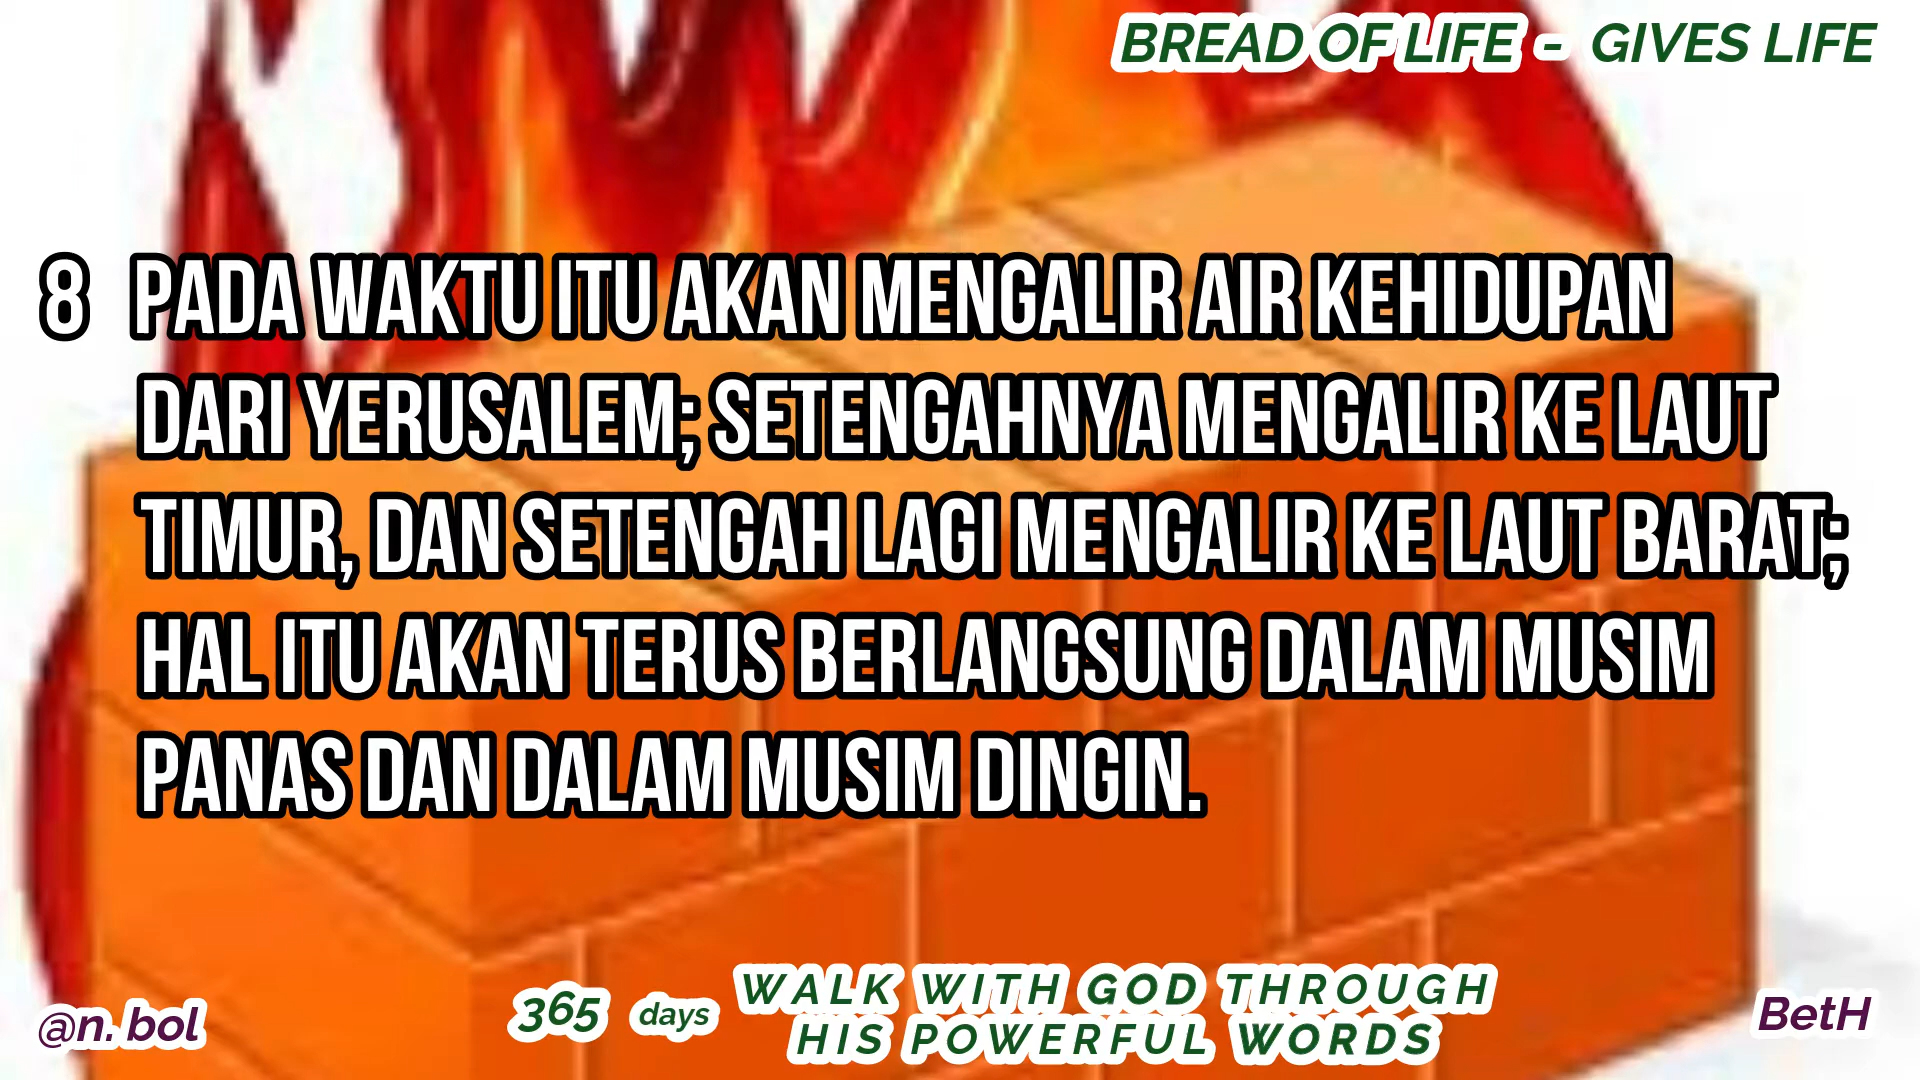 BREAD OF LIFE - GIVES LIFE
8 PADA WAKTU ITU AKAN MENGALIR AIR KEHIDUPAN
DARI YERUSALEM; SETENGAHNYA MENGALIR KE LAUT
TIMUR, DAN SETENGAH LAGI MENGALIR KE LAUT BARAT;
HAL ITU AKAN TERUS BERLANGSUNG DALAM MUSIM
PANAS DAN DALAM MUSIM DINGIN.
@n. bol
365 days
WALK WITH GOD THROUGH
HIS POWERFUL WORDS
BetH